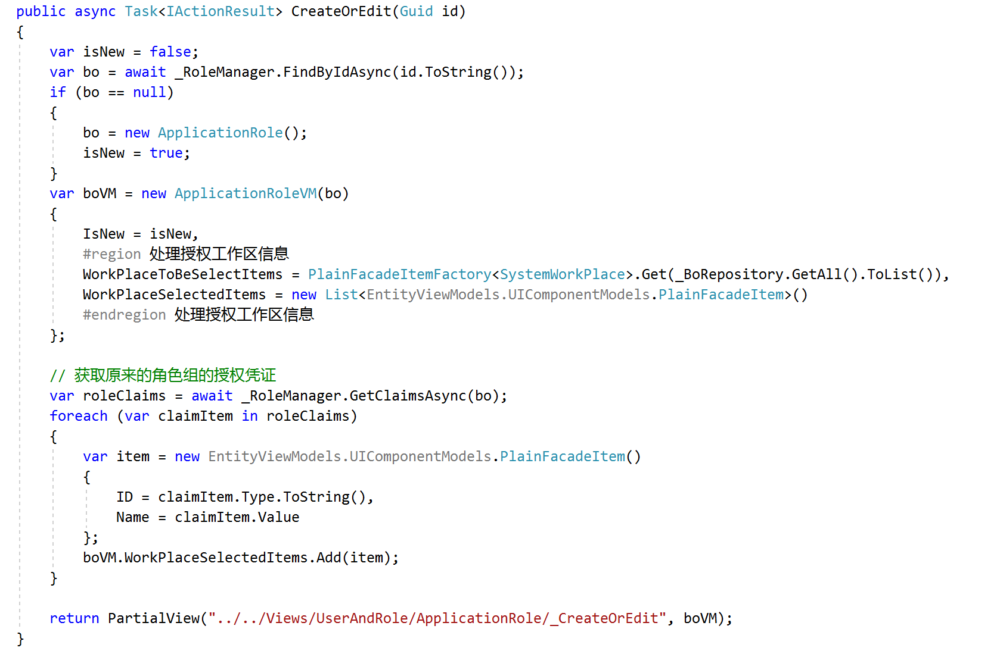 public async Task<IActionResult> CreateOrEdit(Guid id)
{
    var isNew = false;
    var bo = await _RoleManager.FindByIdAsync(id.ToString());
    if (bo == null)
    {
        bo = new ApplicationRole();
        isNew = true;
    }
    var boVM = new ApplicationRoleVM(bo)
    {
        IsNew = isNew,
        #region 处理授权工作区信息
        WorkPlaceToBeSelectItems = PlainFacadeItemFactory<SystemWorkPlace>.Get(_BoRepository.GetAll().ToList()),
        WorkPlaceSelectedItems = new List<EntityViewModels.UIComponentModels.PlainFacadeItem>()
        #endregion 处理授权工作区信息
    };

    // 获取原来的角色组的授权凭证
    var roleClaims = await _RoleManager.GetClaimsAsync(bo);
    foreach (var claimItem in roleClaims)
    {
        var item = new EntityViewModels.UIComponentModels.PlainFacadeItem()
        {
            ID = claimItem.Type.ToString(),
            Name = claimItem.Value
        };
        boVM.WorkPlaceSelectedItems.Add(item);
    }

    return PartialView("../../Views/UserAndRole/ApplicationRole/_CreateOrEdit", boVM);
}